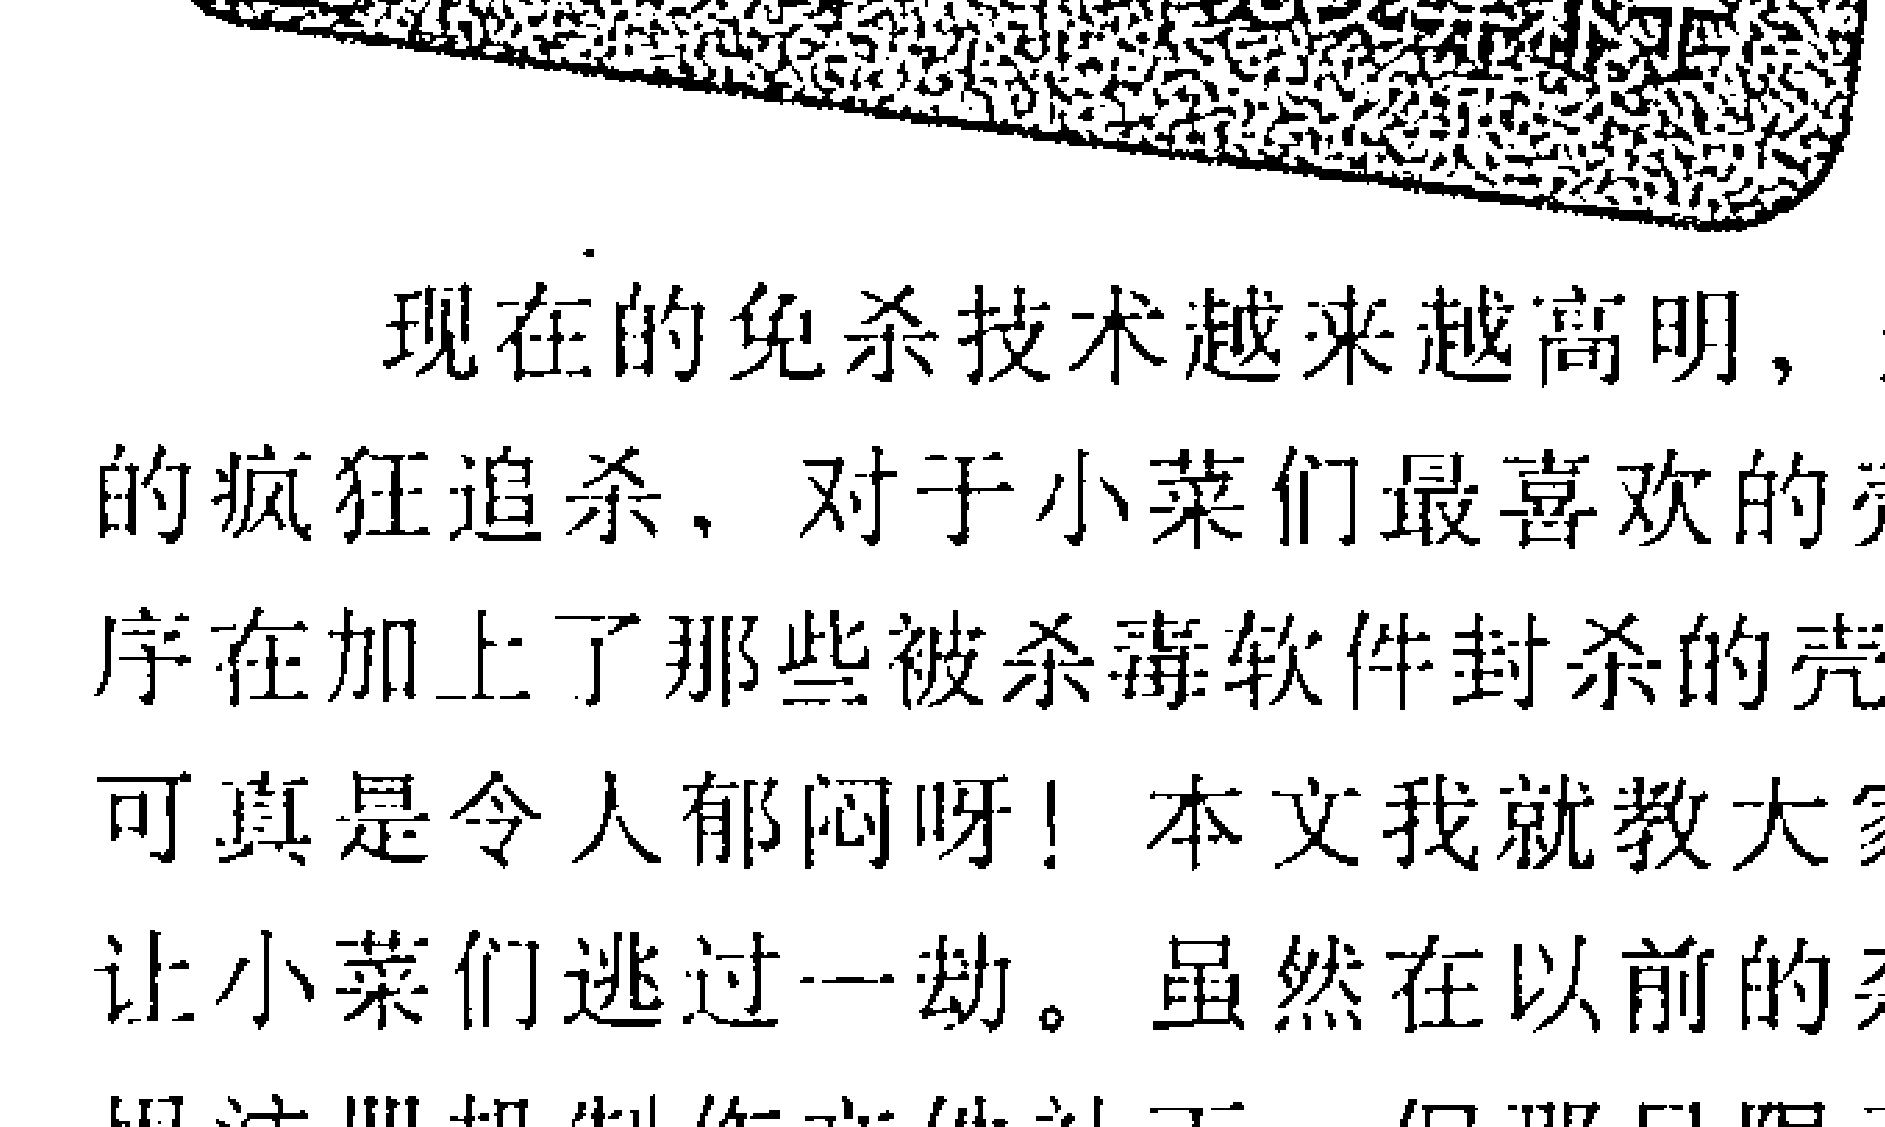 现在的免杀技术越来越高明，
的疯狂追杀，对于小菜们最喜欢的
序在加上了那些被杀毒软件封杀的壳
可真是令人郁闷呀！本文我就教大家
让小菜们逃过一劫。虽然在以前的杂